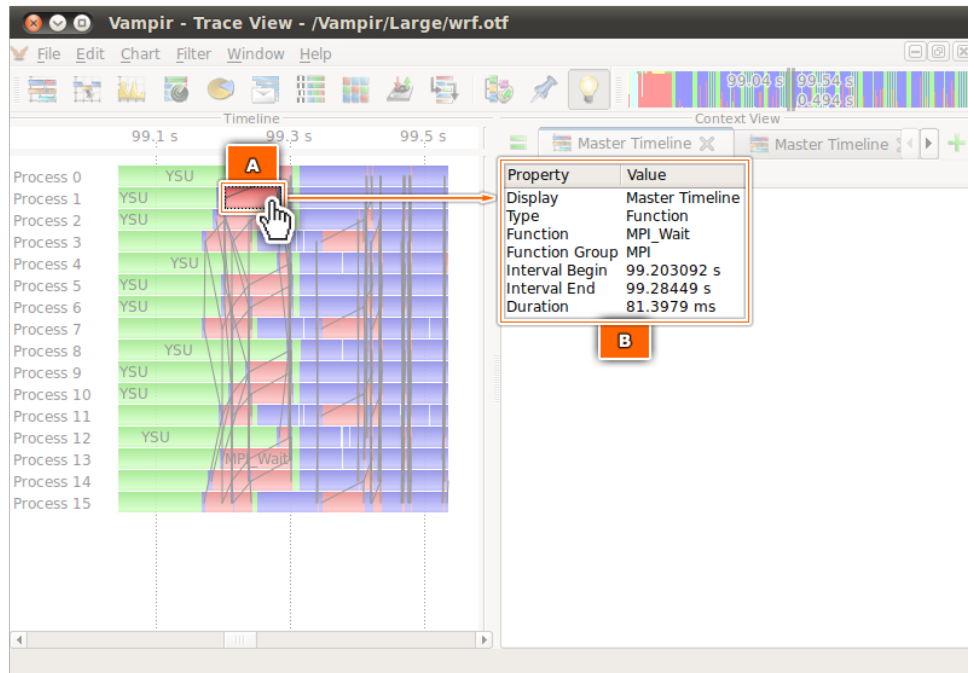 Vampir - Trace View - /Vampir/Large/wrf.otf
File Edit Chart Filter Window Help
99.04 s 99.54 s
0.494 s
Timeline
Context View
99.1 s 99.3 s 99.5 s
Master Timeline Master Timeline
A
Process 0 YSU
Process 1 YSU
Process 2 YSU
Process 3
Process 4 YSU
Process 5 YSU
Process 6 YSU
Process 7
Process 8 YSU
Process 9 YSU
Process 10 YSU
Process 11
Process 12 YSU
Process 13 MPI_Wait
Process 14
Process 15
Property Value
Display Master Timeline
Type Function
Function MPI_Wait
Function Group MPI
Interval Begin 99.203092 s
Interval End 99.28449 s
Duration 81.3979 ms
B